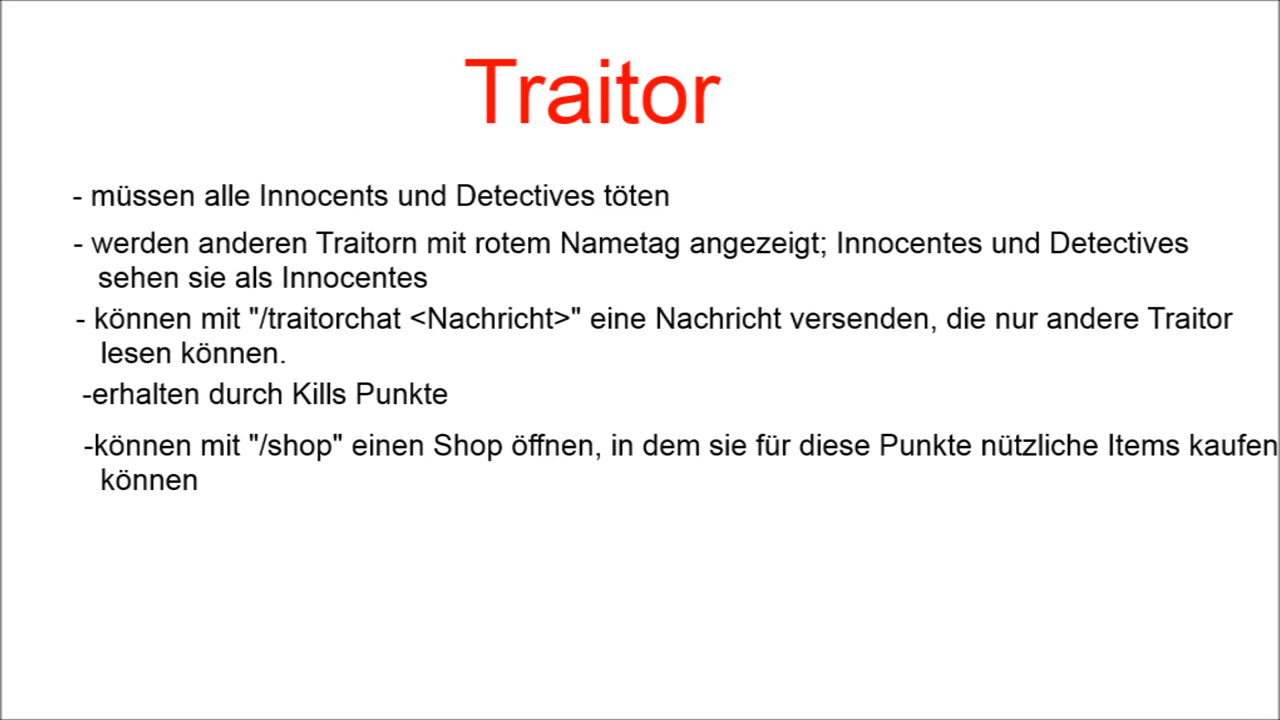 Traitor
- müssen alle Innocents und Detectives töten
- werden anderen Traitorn mit rotem Nametag angezeigt; Innocentes und Detectives
sehen sie als Innocentes
- können mit "/traitorchat <Nachricht>" eine Nachricht versenden, die nur andere Traitor
lesen können.
-erhalten durch Kills Punkte
-können mit "/shop" einen Shop öffnen, in dem sie für diese Punkte nützliche Items kaufen
können